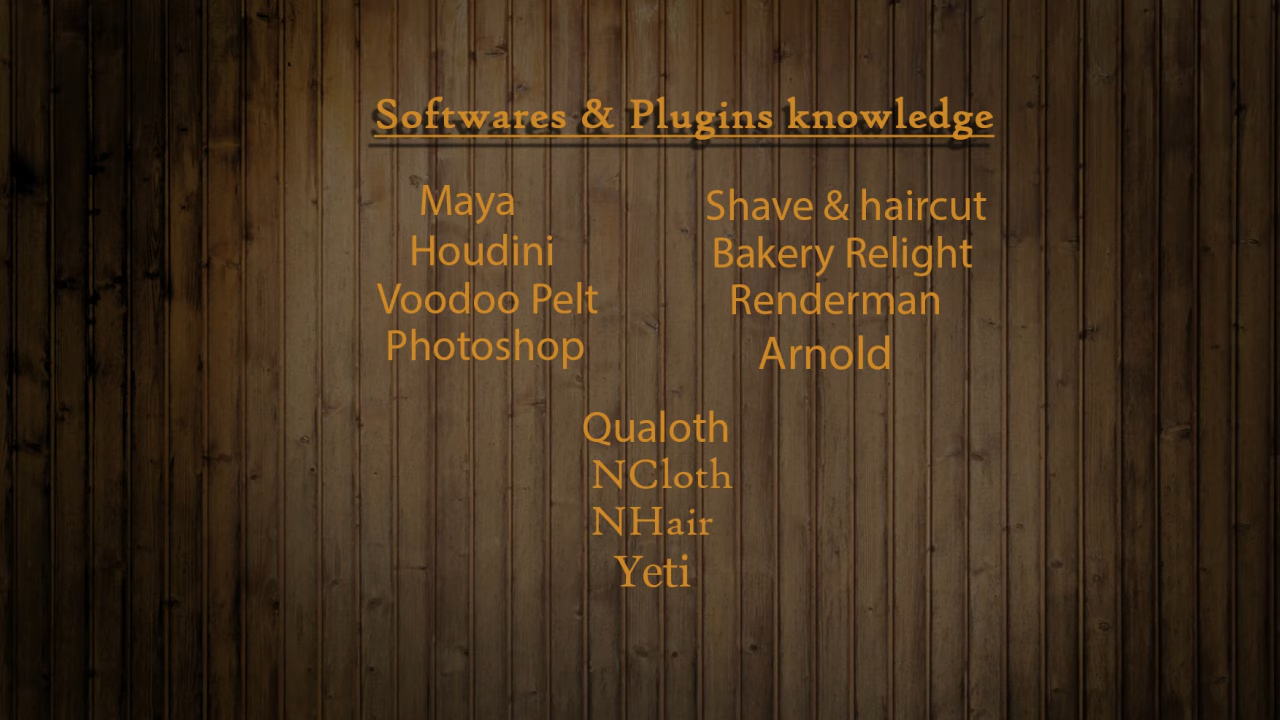 Softwares & Plugins knowledge
Maya
Houdini
Voodoo Pelt
Photoshop
Shave & haircut
Bakery Relight
Renderman
Arnold
Qualoth
NCloth
NHair
Yeti